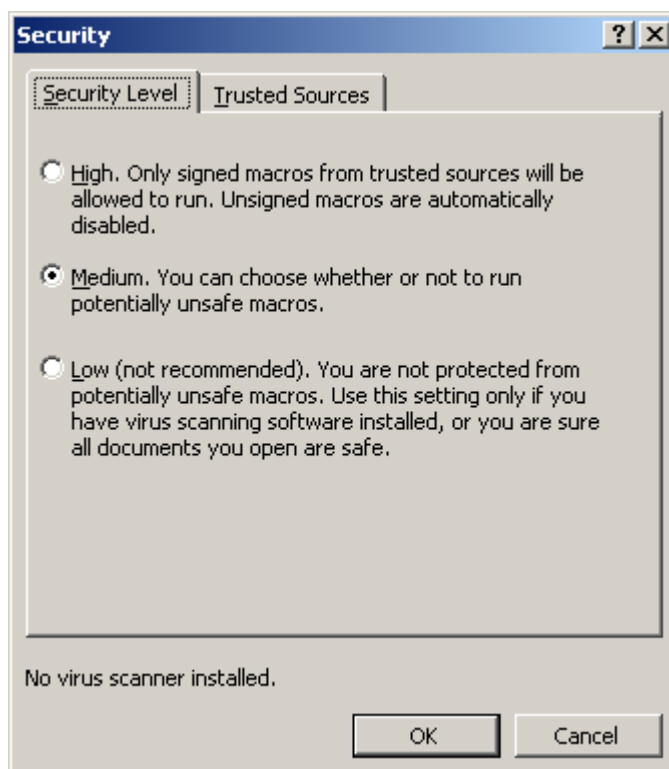 Security
Security Level
Trusted Sources
High. Only signed macros from trusted sources will be
allowed to run. Unsigned macros are automatically
disabled.
Medium. You can choose whether or not to run
potentially unsafe macros.
Low (not recommended). You are not protected from
potentially unsafe macros. Use this setting only if you
have virus scanning software installed, or you are sure
all documents you open are safe.
No virus scanner installed.
OK
Cancel